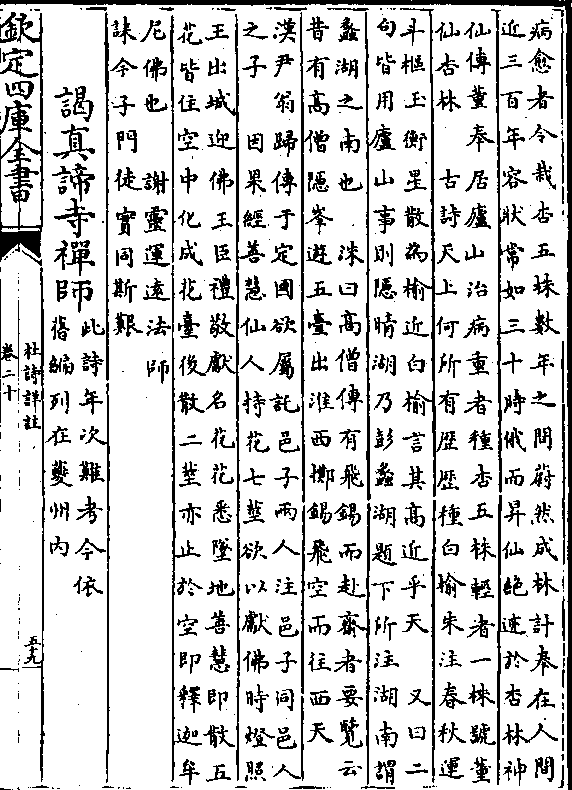 病愈者令栽杏五株數年之間蔚然成林計奉在人間
近三百年容狀常如三十時俄而昇仙絶迹於杏林神
仙傳董奉居廬山治病重者種杏五株輕者一株號董
仙杏林　古詩天上何所有歴歴種白榆朱注春秋運
斗樞玉衡星散為榆近白榆言其髙近乎天　又曰二
句皆用廬山事則隱晴湖乃彭蠡湖題下所注湖南謂
蠡湖之南也　洙曰髙僧傳有飛錫而赴齋者要覽云
昔有髙僧隱峯遊五臺出淮西擲錫飛空而往西天
漢尹翁歸傳于定國欲屬託邑子兩人注邑子同邑人
之子　因果經善慧仙人持花七莖欲以獻佛時燈照
王出城迎佛王臣禮敬獻名花花悉墮地善慧即散五
花皆住空中化成花臺後散二莖亦止於空即釋迦牟
尼佛也　謝靈運逺法師
誄今子門徒實同斯艱
謁真諦寺禪師
此詩年次難考今依
舊編列在夔州内
欽定四庫全書
杜詩詳註
卷二十
五十九